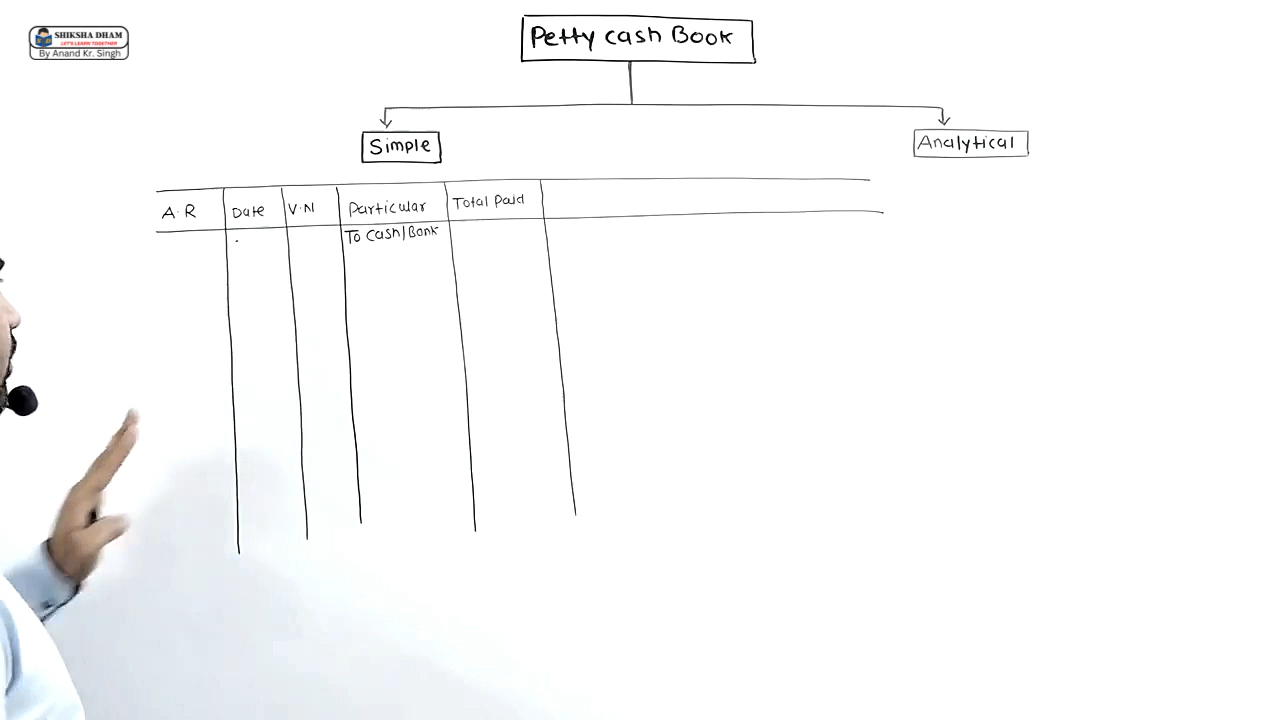 SHIKSHA DHAM
LET'S LEARN TOGETHER
By Anand Kr. Singh
Petty cash Book
Simple
Analytical
A.R Date V.N Particular Total Paid
To Cash/Bank